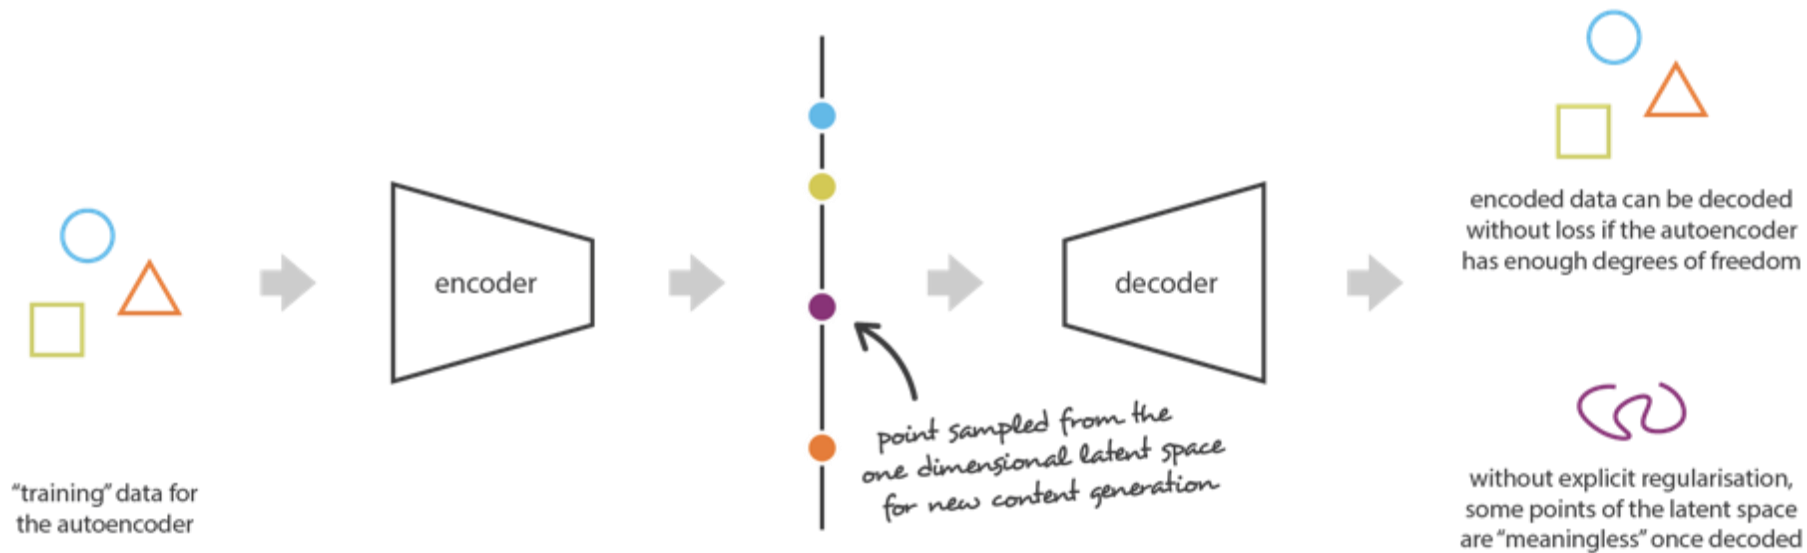 "training" data for
the autoencoder
encoder
point sampled from the
one dimensional latent space
for new content generation
decoder
encoded data can be decoded
without loss if the autoencoder
has enough degrees of freedom
without explicit regularisation,
some points of the latent space
are "meaningless" once decoded